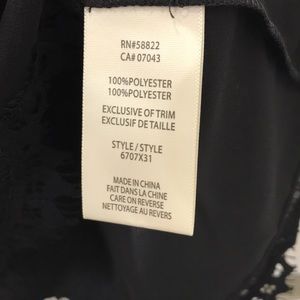 RN#58822
CA# 07043
100%POLYESTER
100%POLYESTER
EXCLUSIVE OF TRIM
EXCLUSIF DE TAILLE
STYLE / STYLE
6707X31
MADE IN CHINA
FAIT DANS LA CHINE
CARE ON REVERSE
NETTOYAGE AU REVERS